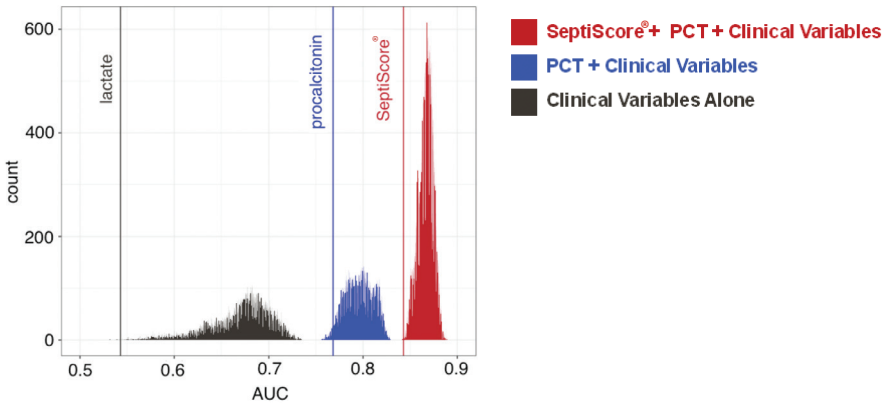 600
400
200
0
count
lactate
procalcitonin
SeptiScore®
0.5
0.6
0.7
0.8
0.9
AUC
SeptiScore®+ PCT + Clinical Variables
PCT + Clinical Variables
Clinical Variables Alone